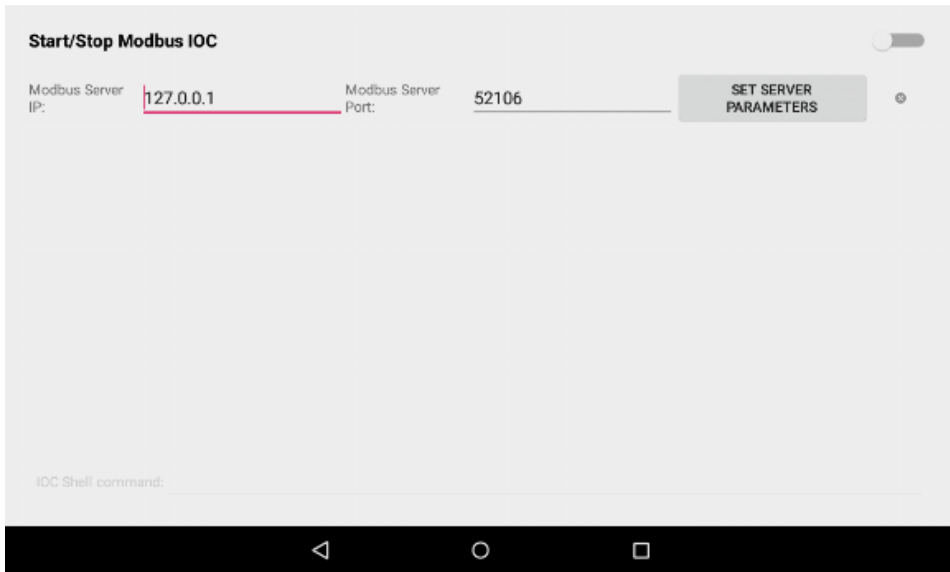 Start/Stop Modbus IOC
Modbus Server
IP:
127.0.0.1
Modbus Server
Port:
52106
SET SERVER
PARAMETERS
IOC Shell command: